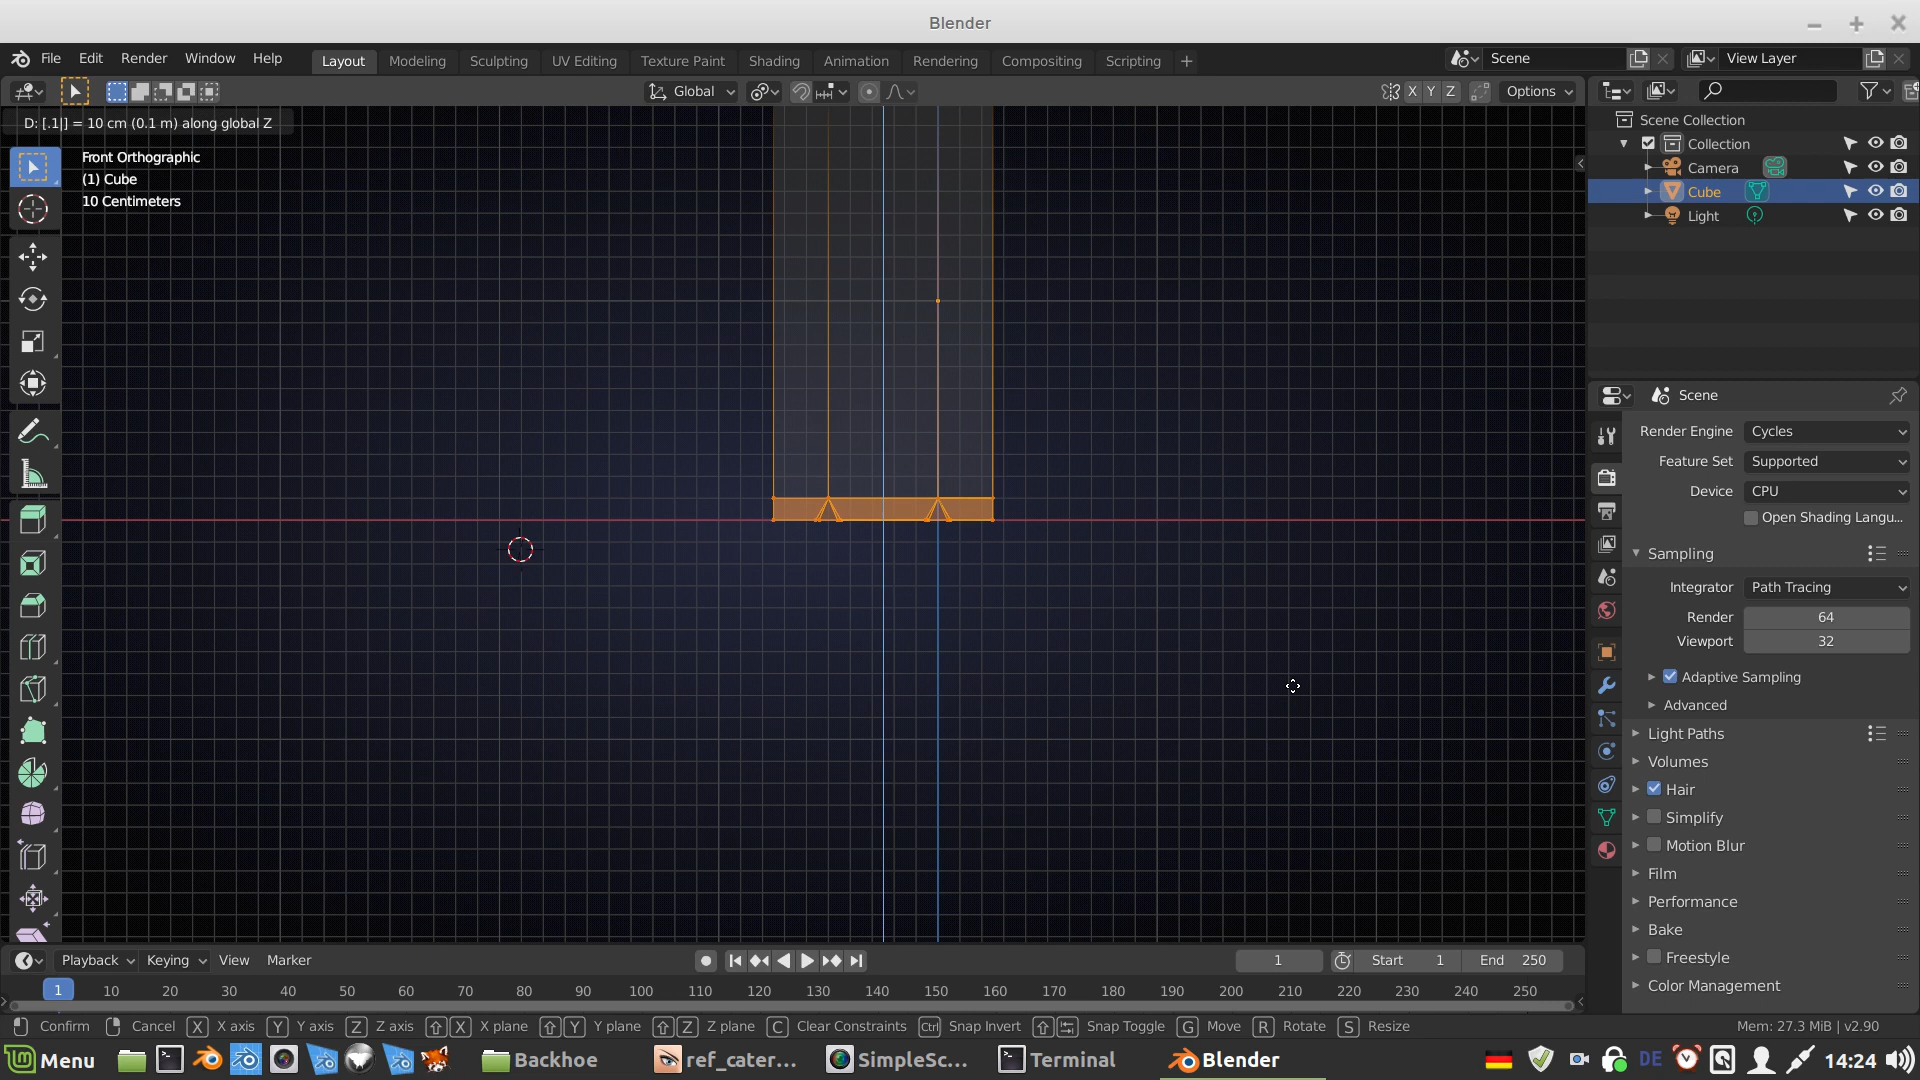 Blender
File Edit Render Window Help Layout Modeling Sculpting UV Editing Texture Paint Shading Animation Rendering Compositing Scripting + Scene View Layer
Global X Y Z Options
D: [.1|] = 10 cm (0.1 m) along global Z
Front Orthographic
(1) Cube
10 Centimeters
Scene Collection
Collection
Camera
Cube
Light
Scene
Render Engine Cycles
Feature Set Supported
Device CPU
Open Shading Langu...
Sampling
Integrator Path Tracing
Render 64
Viewport 32
Adaptive Sampling
Advanced
Light Paths
Volumes
Hair
Simplify
Motion Blur
Film
Performance
Bake
Freestyle
Color Management
Playback Keying View Marker 1 Start 1 End 250
1 10 20 30 40 50 60 70 80 90 100 110 120 130 140 150 160 170 180 190 200 210 220 230 240 250
Confirm Cancel X X axis Y Y axis Z Z axis X X plane Y Y plane Z Z plane C Clear Constraints Ctrl Snap Invert Snap Toggle G Move R Rotate S Resize Mem: 27.3 MiB | v2.90
Menu Backhoe ref_cater... SimpleSc... Terminal Blender DE 14:24